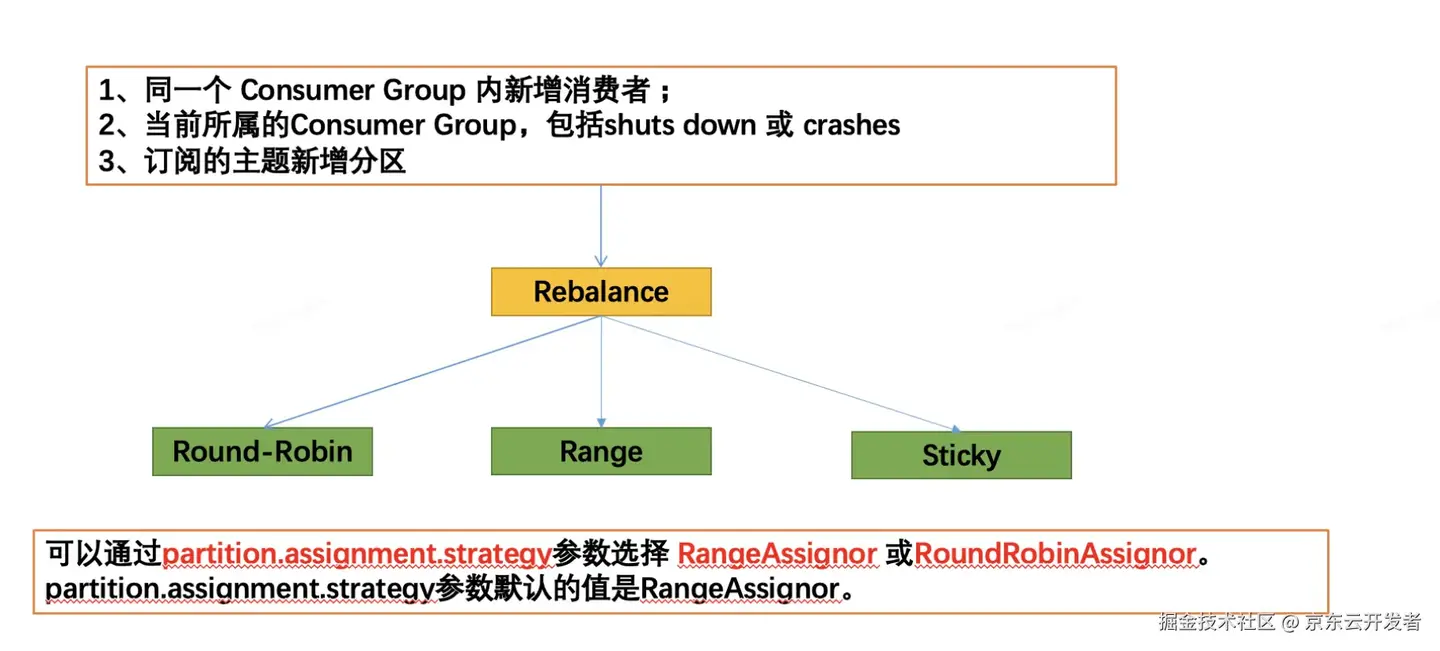 1、同一个 Consumer Group 内新增消费者；
2、当前所属的Consumer Group，包括shuts down 或 crashes
3、订阅的主题新增分区
Rebalance
Round-Robin
Range
Sticky
可以通过partition.assignment.strategy参数选择 RangeAssignor 或RoundRobinAssignor。
partition.assignment.strategy参数默认的值是RangeAssignor。
掘金技术社区 @ 京东云开发者